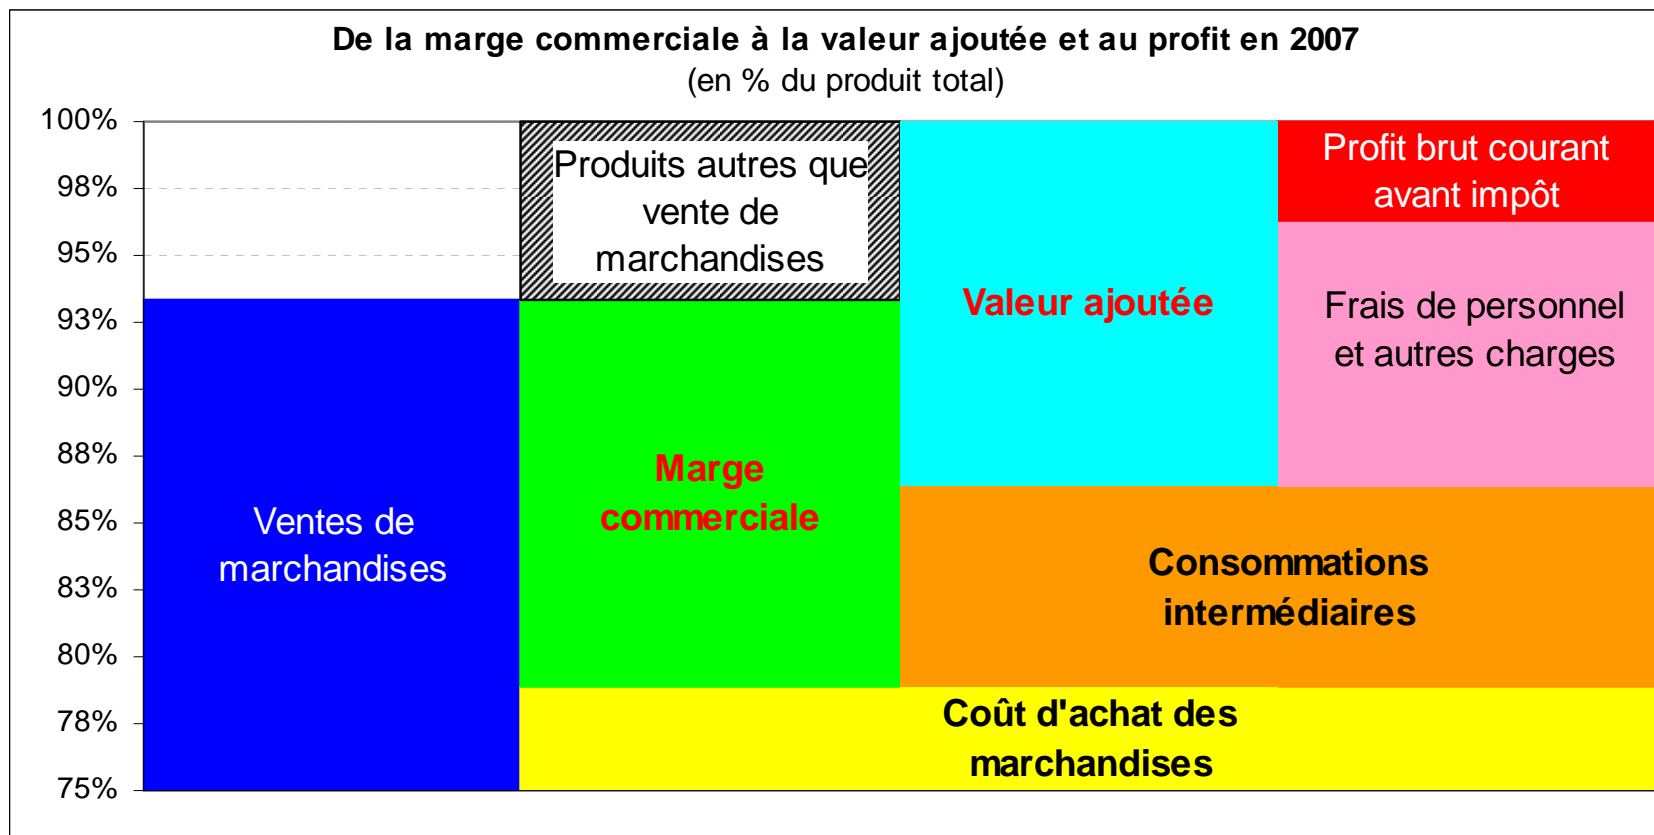 De la marge commerciale à la valeur ajoutée et au profit en 2007
(en % du produit total)
100%
98%
95%
93%
90%
88%
85%
83%
80%
78%
75%
Ventes de
marchandises
Produits autres que
vente de
marchandises
Marge
commerciale
Valeur ajoutée
Profit brut courant
avant impôt
Frais de personnel
et autres charges
Consommations
intermédiaires
Coût d'achat des
marchandises